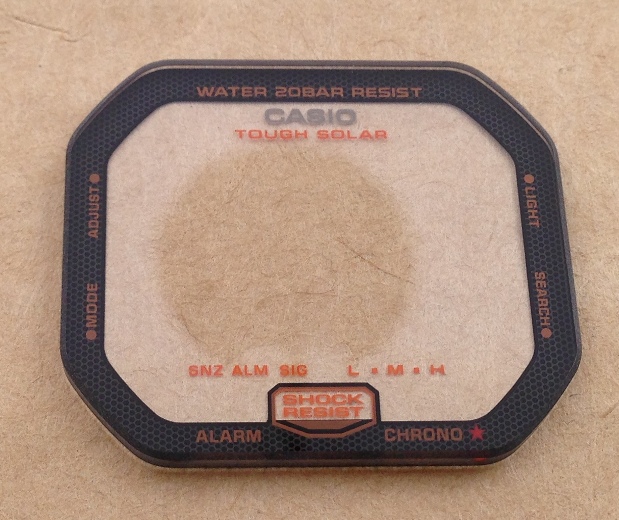 WATER 20BAR RESIST
CASIO
TOUGH SOLAR
ADJUST
LIGHT
MODE
SEARCH
SNZ ALM SIG L • M • H
SHOCK
RESIST
ALARM CHRONO ★